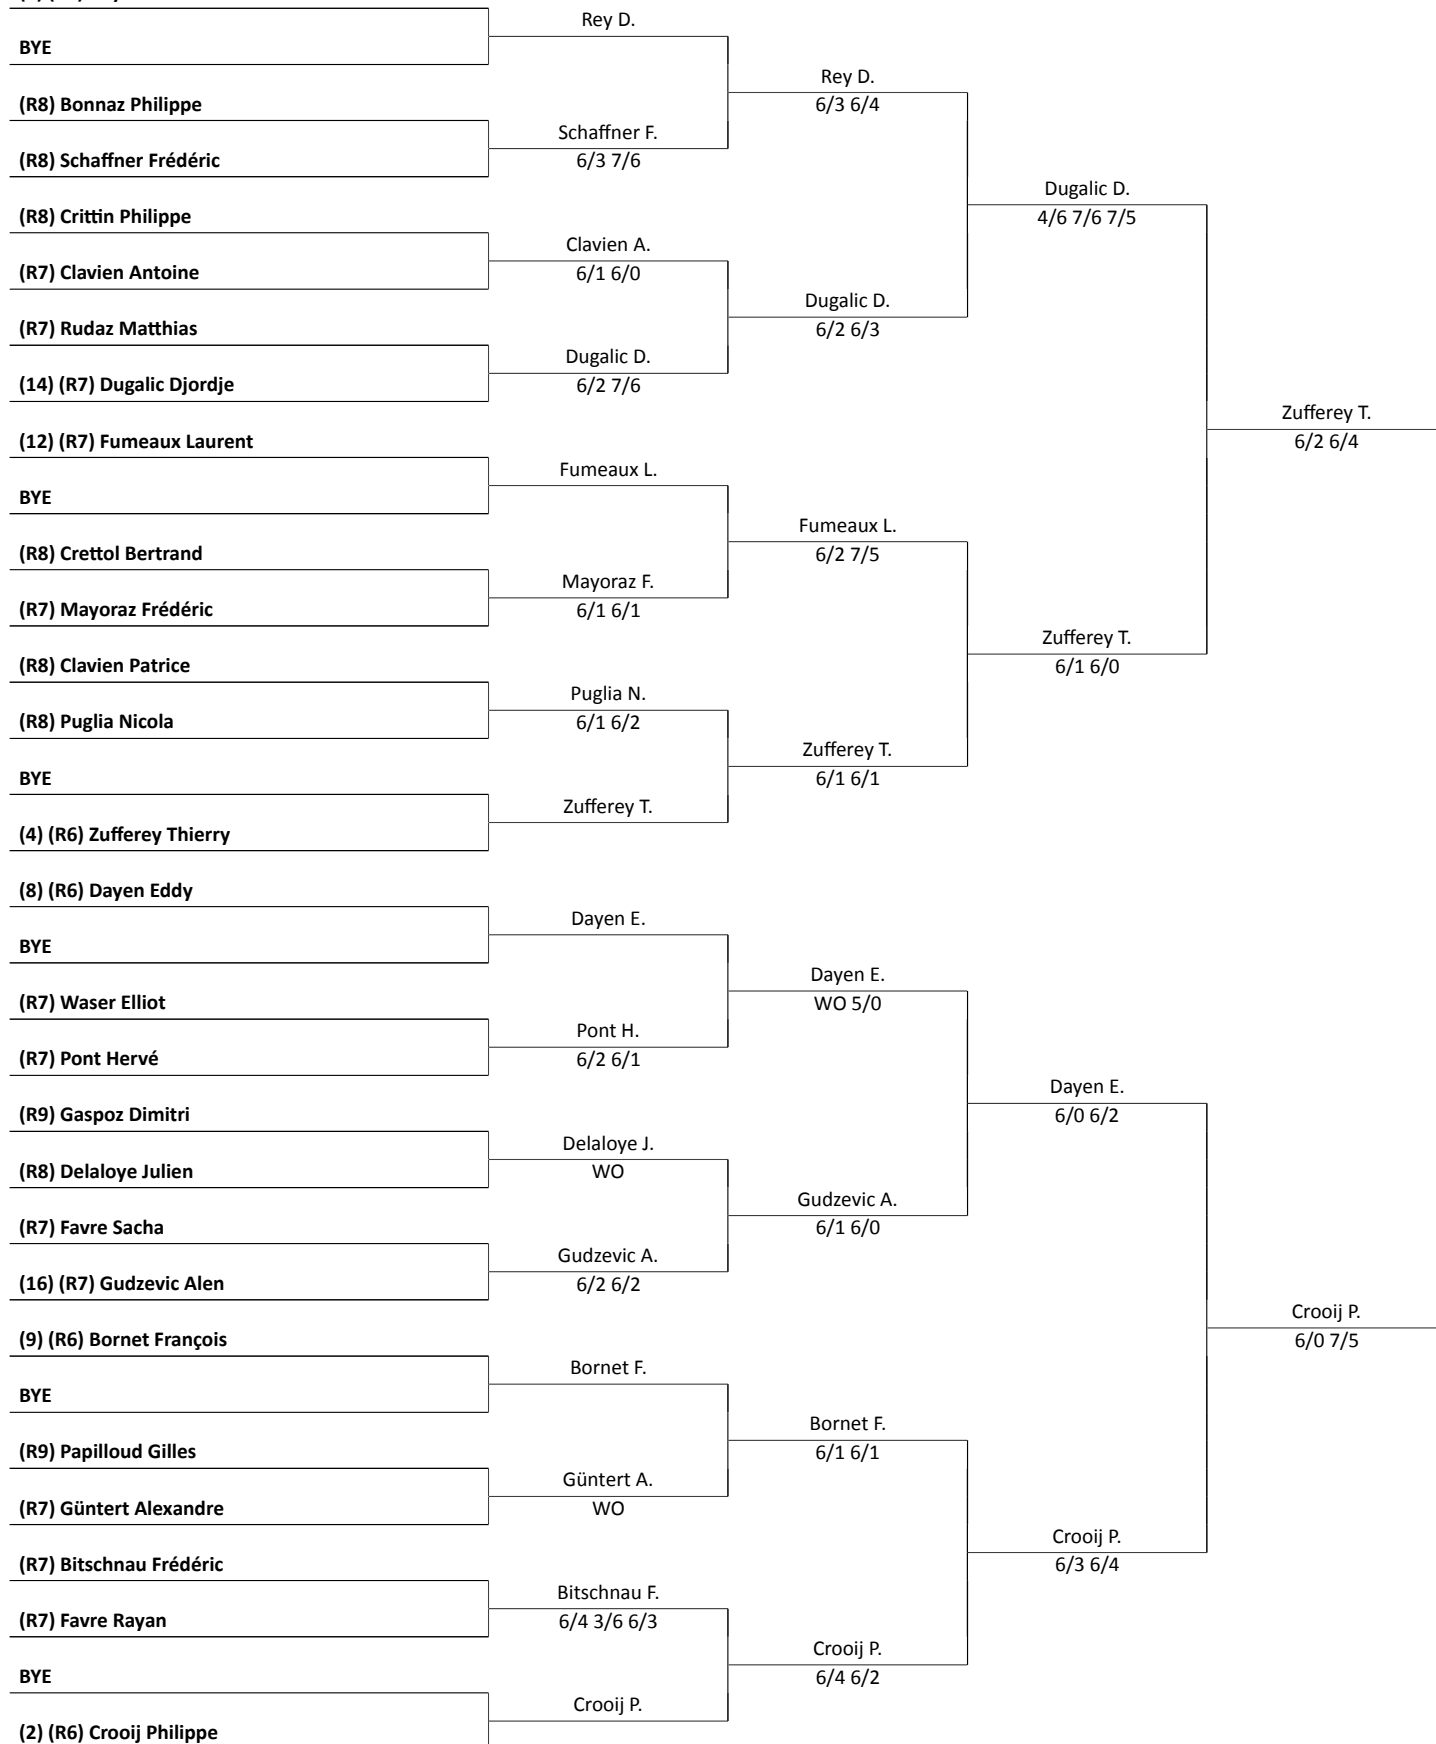 BYE
(R8) Bonnaz Philippe
(R8) Schaffner Frédéric
(R8) Crittin Philippe
(R7) Clavien Antoine
(R7) Rudaz Matthias
(14) (R7) Dugalic Djordje
(12) (R7) Fumeaux Laurent
BYE
(R8) Crettol Bertrand
(R7) Mayoraz Frédéric
(R8) Clavien Patrice
(R8) Puglia Nicola
BYE
(4) (R6) Zufferey Thierry
(8) (R6) Dayen Eddy
BYE
(R7) Waser Elliot
(R7) Pont Hervé
(R9) Gaspoz Dimitri
(R8) Delaloye Julien
(R7) Favre Sacha
(16) (R7) Gudzevic Alen
(9) (R6) Bornet François
BYE
(R9) Papilloud Gilles
(R7) Güntert Alexandre
(R7) Bitschnau Frédéric
(R7) Favre Rayan
BYE
(2) (R6) Crooij Philippe
Rey D.
Schaffner F.
6/3 7/6
Clavien A.
6/1 6/0
Dugalic D.
6/2 7/6
Fumeaux L.
Mayoraz F.
6/1 6/1
Puglia N.
6/1 6/2
Zufferey T.
Dayen E.
Pont H.
6/2 6/1
Delaloye J.
WO
Gudzevic A.
6/2 6/2
Bornet F.
Güntert A.
WO
Bitschnau F.
6/4 3/6 6/3
Crooij P.
Rey D.
6/3 6/4
Dugalic D.
6/2 6/3
Fumeaux L.
6/2 7/5
Zufferey T.
6/1 6/1
Dayen E.
WO 5/0
Gudzevic A.
6/1 6/0
Bornet F.
6/1 6/1
Crooij P.
6/4 6/2
Dugalic D.
4/6 7/6 7/5
Zufferey T.
6/1 6/0
Dayen E.
6/0 6/2
Crooij P.
6/3 6/4
Zufferey T.
6/2 6/4
Crooij P.
6/0 7/5